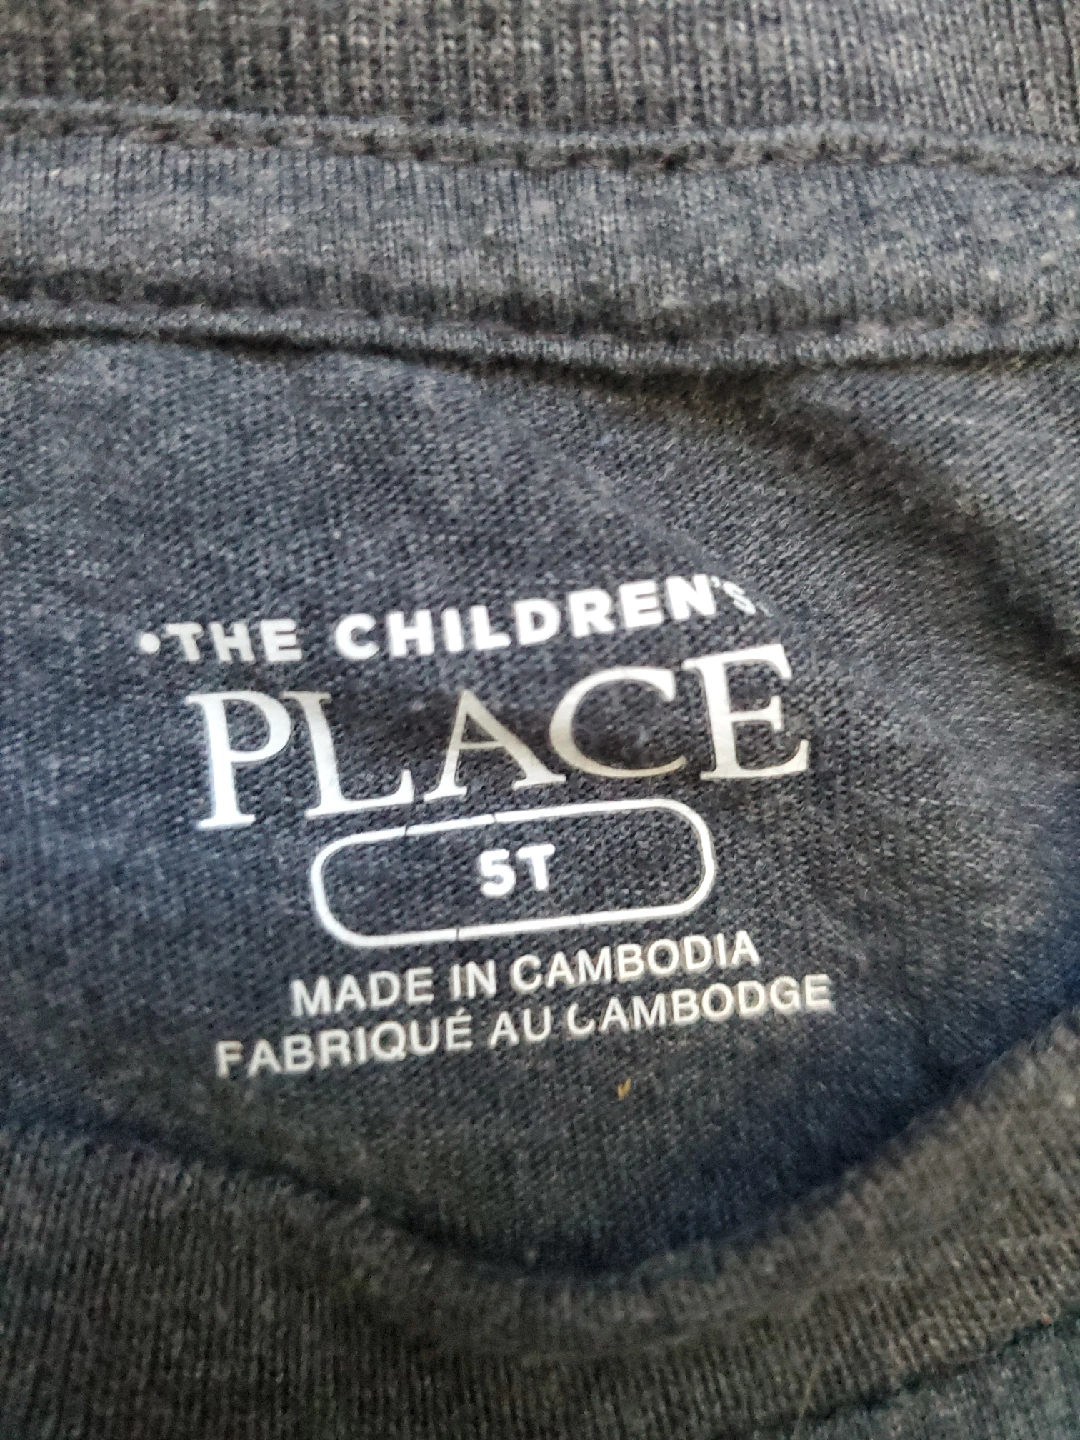 •THE CHILDREN'S
PLACE
5T
MADE IN CAMBODIA
FABRIQUÉ AU CAMBODGE